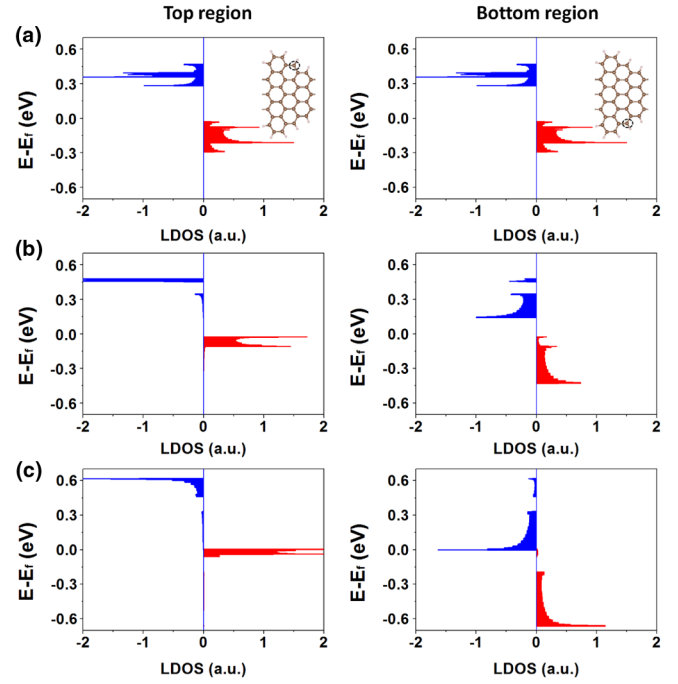 Top region Bottom region
(a)
0.6 0.6
0.3 0.3
0.0 0.0
-0.3 -0.3
-0.6 -0.6
E-Ef (eV) E-Ef (eV)
-2 -1 0 1 2 -2 -1 0 1 2
LDOS (a.u.) LDOS (a.u.)
(b)
0.6 0.6
0.3 0.3
0.0 0.0
-0.3 -0.3
-0.6 -0.6
E-Ef (eV) E-Ef (eV)
-2 -1 0 1 2 -2 -1 0 1 2
LDOS (a.u.) LDOS (a.u.)
(c)
0.6 0.6
0.3 0.3
0.0 0.0
-0.3 -0.3
-0.6 -0.6
E-Ef (eV) E-Ef (eV)
-2 -1 0 1 2 -2 -1 0 1 2
LDOS (a.u.) LDOS (a.u.)